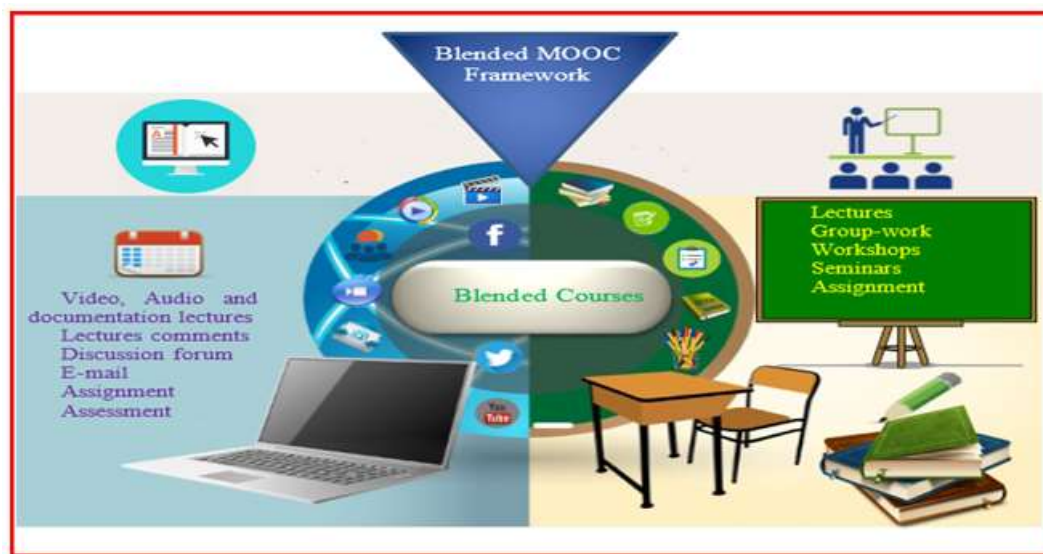 Blended MOOC
Framework
Blended Courses
Video, Audio and
documentation lectures
Lectures comments
Discussion forum
E-mail
Assignment
Assessment
Lectures
Group-work
Workshops
Seminars
Assignment
You
Tube